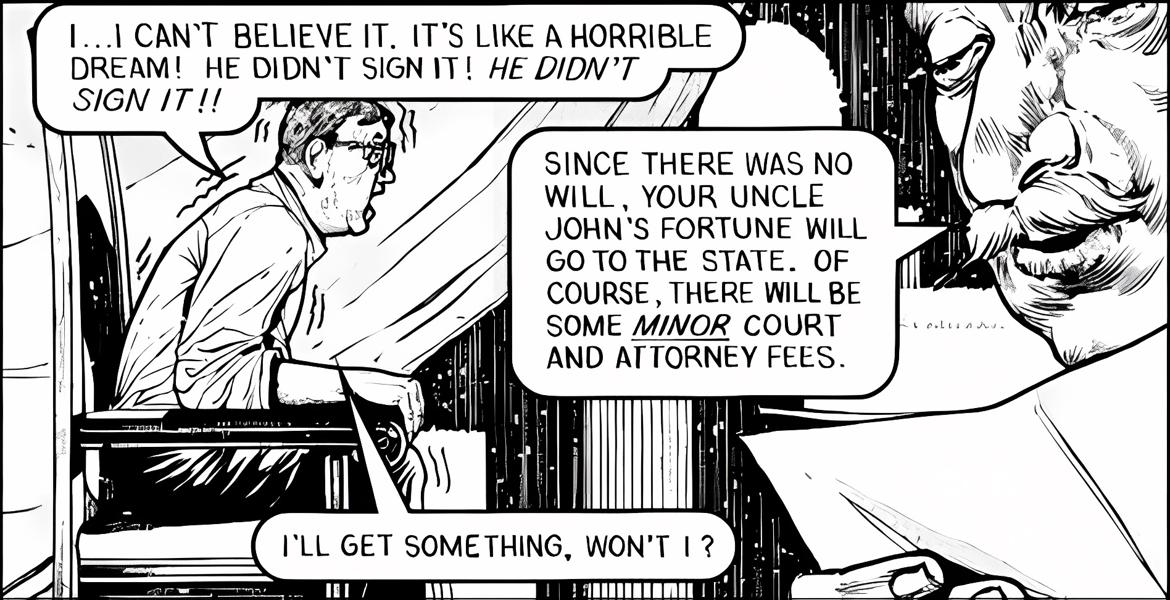 I...I CAN'T BELIEVE IT. IT'S LIKE A HORRIBLE
DREAM! HE DIDN'T SIGN IT! HE DIDN'T
SIGN IT!!
SINCE THERE WAS NO
WILL, YOUR UNCLE
JOHN'S FORTUNE WILL
GO TO THE STATE. OF
COURSE, THERE WILL BE
SOME MINOR COURT
AND ATTORNEY FEES.
I'LL GET SOMETHING, WON'T I?